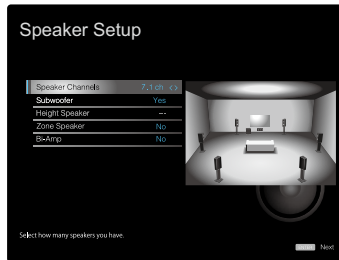 Speaker Setup
Speaker Channels 7.1 ch <>
Subwoofer Yes
Height Speaker ---
Zone Speaker No
Bi-Amp No
Select how many speakers you have.
Next